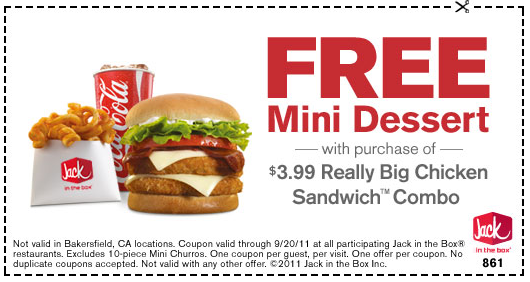 FREE
Mini Dessert
with purchase of
$3.99 Really Big Chicken
Sandwich™ Combo
Coca-Cola
Jack
in the box®
Jack
in the box®
861
Not valid in Bakersfield, CA locations. Coupon valid through 9/20/11 at all participating Jack in the Box®
restaurants. Excludes 10-piece Mini Churros. One coupon per guest, per visit. One offer per coupon. No
duplicate coupons accepted. Not valid with any other offer. ©2011 Jack in the Box Inc.